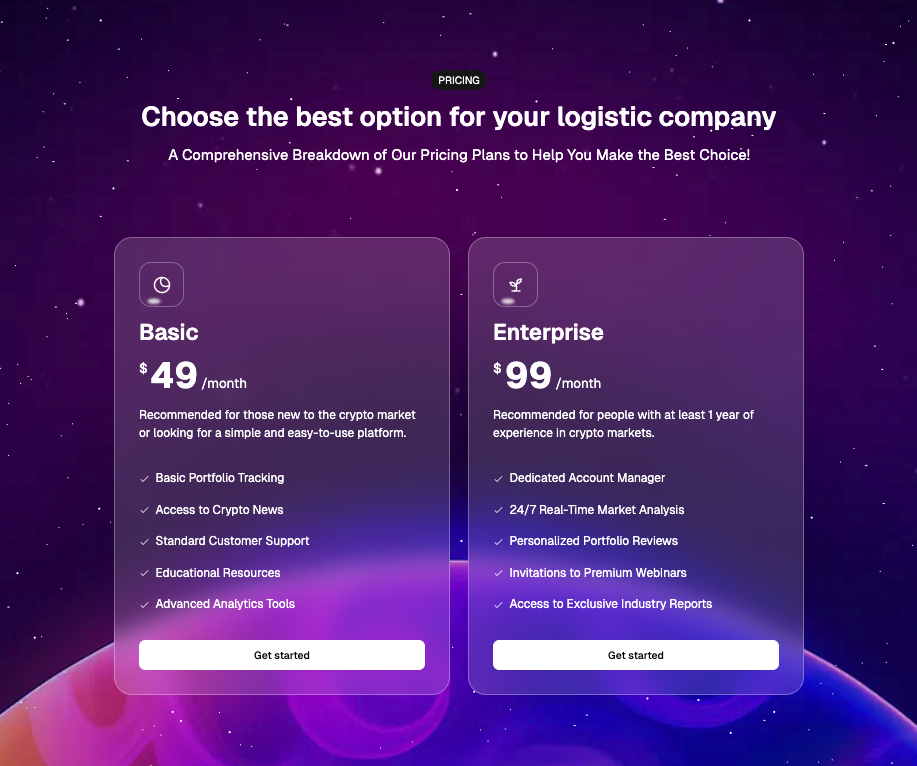 PRICING
Choose the best option for your logistic company
A Comprehensive Breakdown of Our Pricing Plans to Help You Make the Best Choice!
Basic
$49 /month
Recommended for those new to the crypto market
or looking for a simple and easy-to-use platform.
Basic Portfolio Tracking
Access to Crypto News
Standard Customer Support
Educational Resources
Advanced Analytics Tools
Get started
Enterprise
$99 /month
Recommended for people with at least 1 year of
experience in crypto markets.
Dedicated Account Manager
24/7 Real-Time Market Analysis
Personalized Portfolio Reviews
Invitations to Premium Webinars
Access to Exclusive Industry Reports
Get started